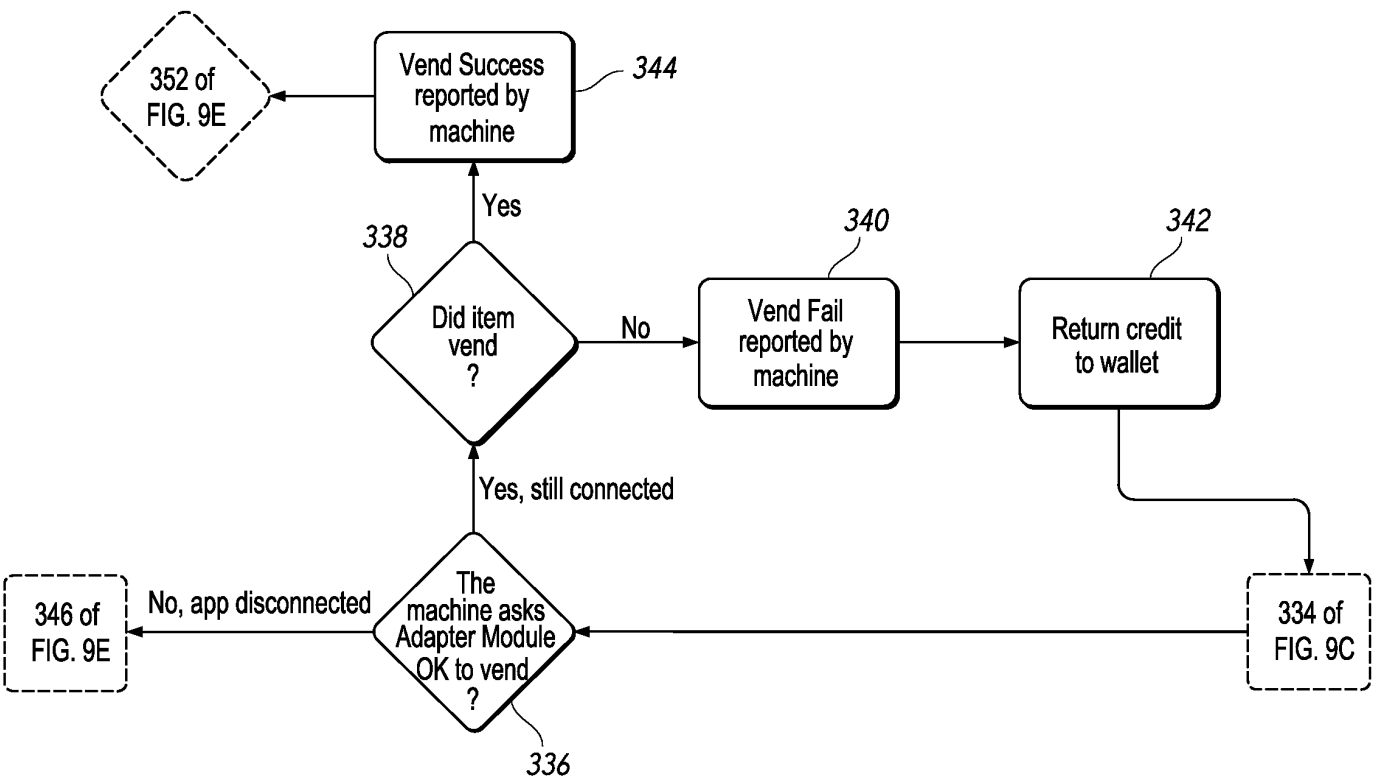 352 of
FIG. 9E
Vend Success
reported by
machine
344
Yes
338
Did item
vend
?
No
340
Vend Fail
reported by
machine
342
Return credit
to wallet
Yes, still connected
346 of
FIG. 9E
No, app disconnected
The
machine asks
Adapter Module
OK to vend
?
336
334 of
FIG. 9C